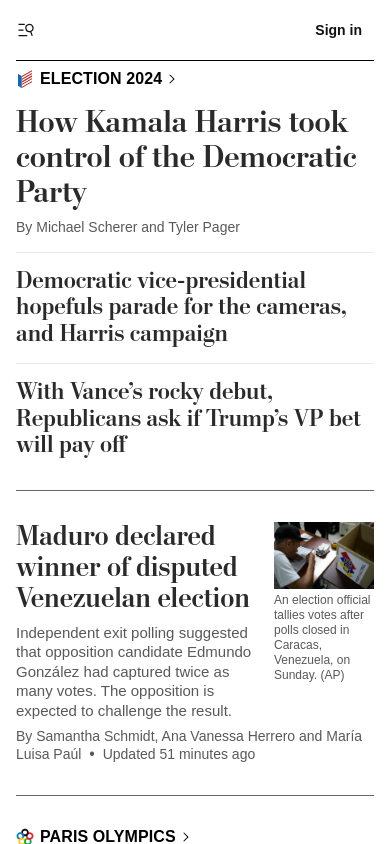 Sign in
ELECTION 2024
How Kamala Harris took
control of the Democratic
Party
By Michael Scherer and Tyler Pager
Democratic vice-presidential
hopefuls parade for the cameras,
and Harris campaign
With Vance’s rocky debut,
Republicans ask if Trump’s VP bet
will pay off
Maduro declared
winner of disputed
Venezuelan election
Independent exit polling suggested
that opposition candidate Edmundo
González had captured twice as
many votes. The opposition is
expected to challenge the result.
By Samantha Schmidt, Ana Vanessa Herrero and María
Luisa Paúl • Updated 51 minutes ago
An election official
tallies votes after
polls closed in
Caracas,
Venezuela, on
Sunday. (AP)
PARIS OLYMPICS